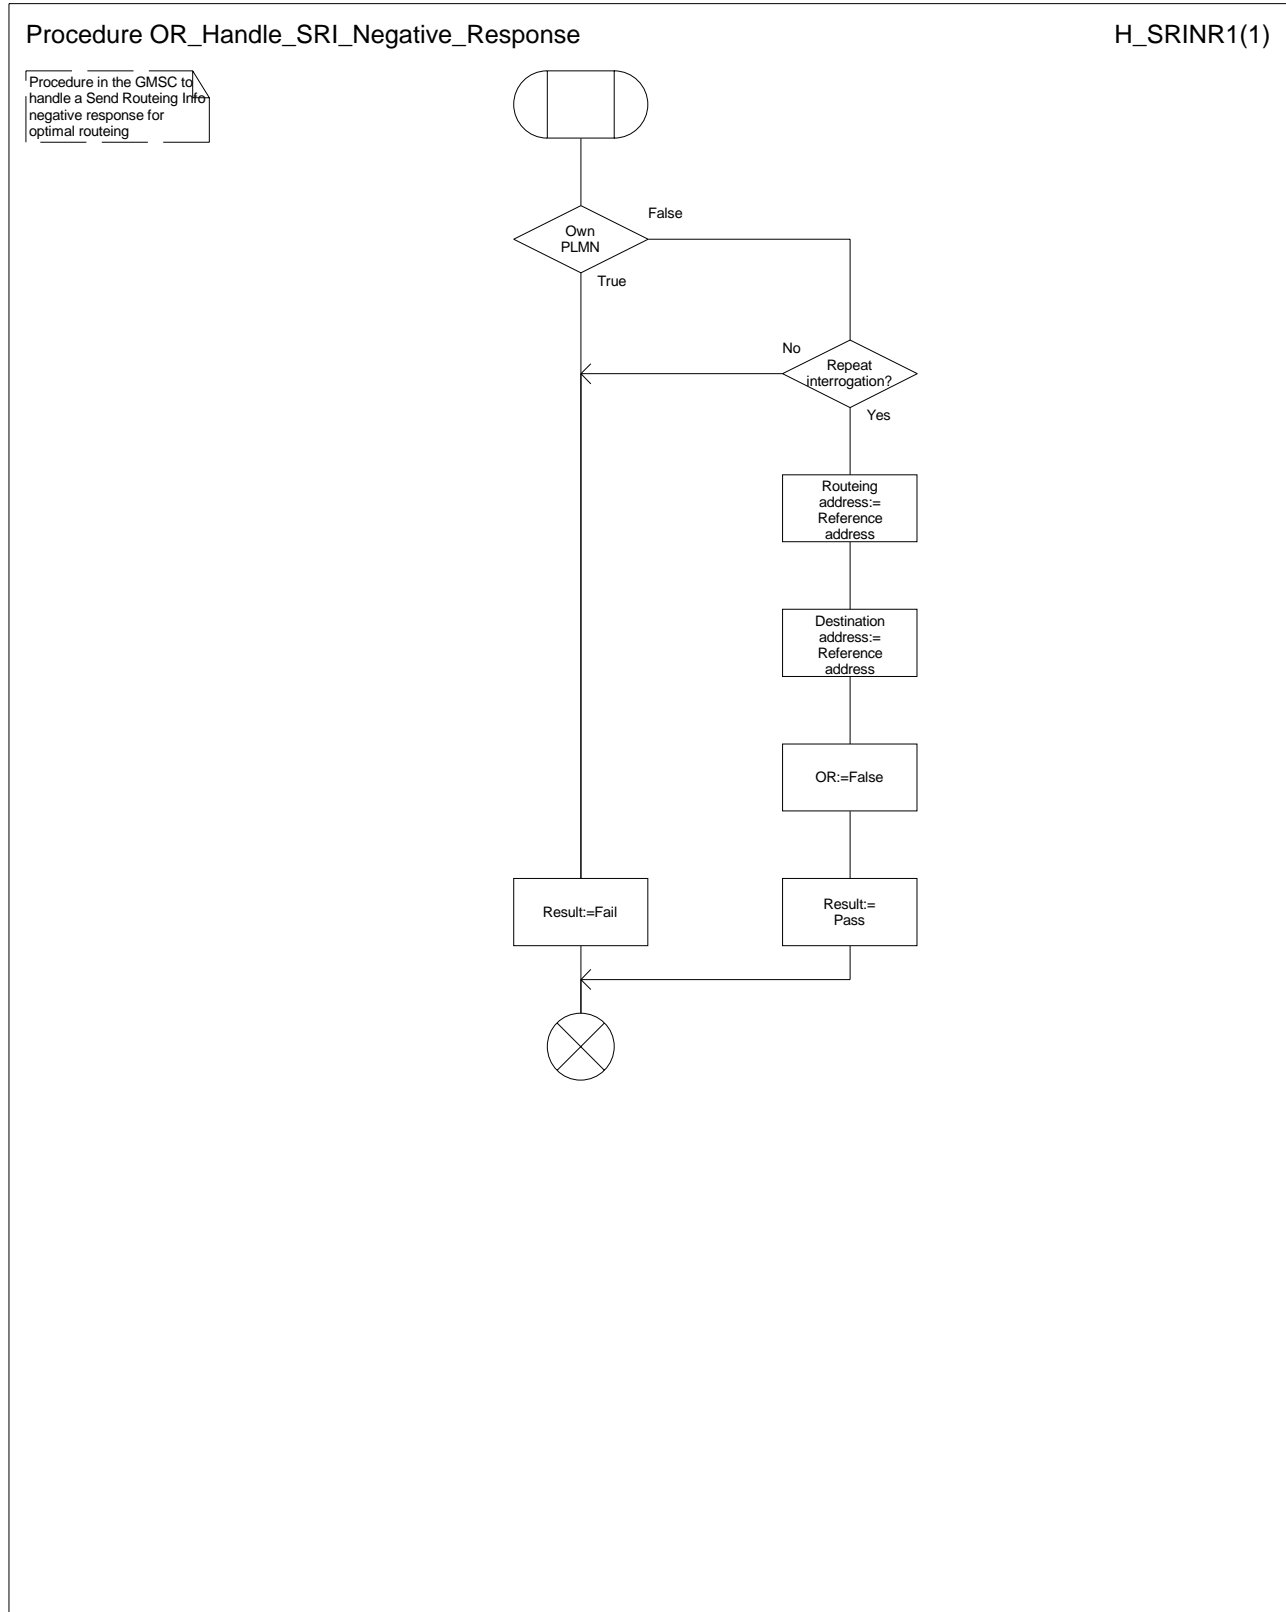 Procedure OR_Handle_SRI_Negative_Response
H_SRINR1(1)
Procedure in the GMSC to
handle a Send Routeing Info
negative response for
optimal routeing
Own
PLMN
False
True
No
Repeat
interrogation?
Yes
Routeing
address:=
Reference
address
Destination
address:=
Reference
address
OR:=False
Result:=Fail
Result:=
Pass